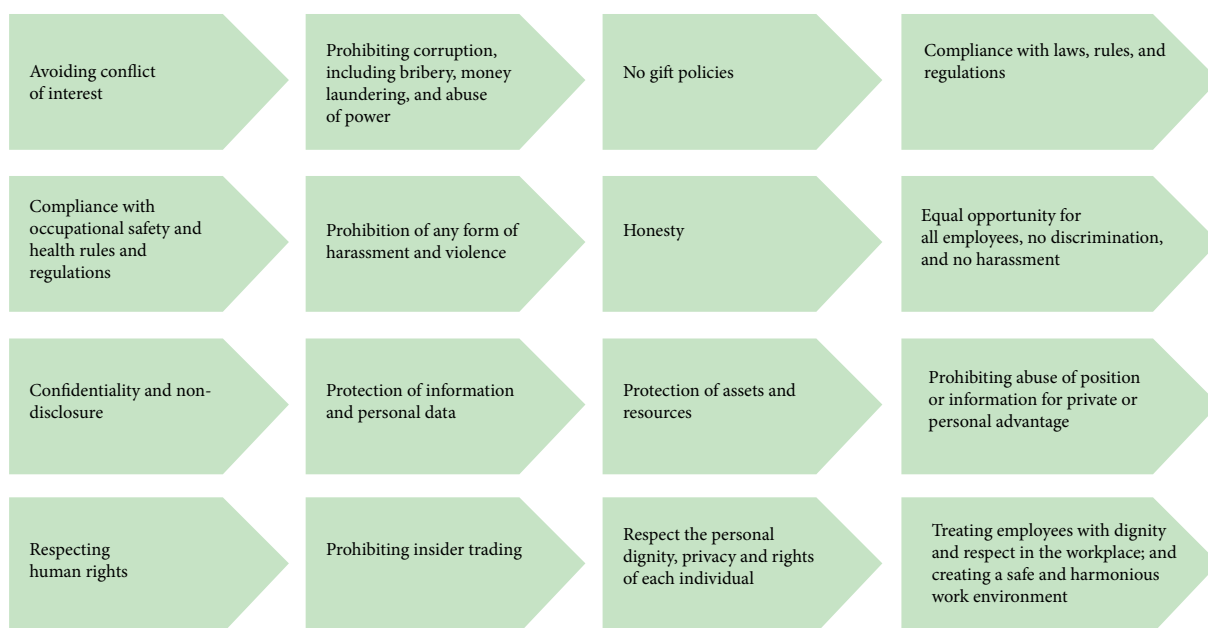 Avoiding conflict
of interest
Prohibiting corruption,
including bribery, money
laundering, and abuse
of power
No gift policies
Compliance with laws, rules, and
regulations
Compliance with
occupational safety and
health rules and
regulations
Prohibition of any form of
harassment and violence
Honesty
Equal opportunity for
all employees, no discrimination,
and no harassment
Confidentiality and non-
disclosure
Protection of information
and personal data
Protection of assets and
resources
Prohibiting abuse of position
or information for private or
personal advantage
Respecting
human rights
Prohibiting insider trading
Respect the personal
dignity, privacy and rights
of each individual
Treating employees with dignity
and respect in the workplace; and
creating a safe and harmonious
work environment